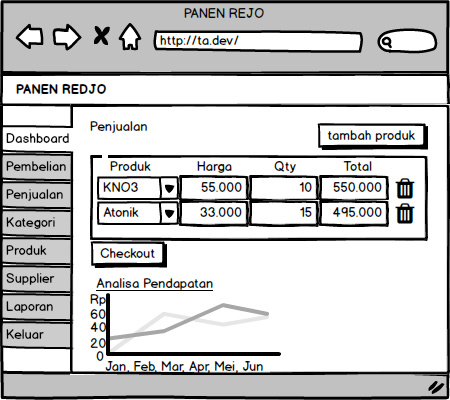 PANEN REJO
http://ta.dev/
PANEN REDJO
Dashboard
Pembelian
Penjualan
Kategori
Produk
Supplier
Laporan
Keluar
Penjualan
tambah produk
Produk Harga Qty Total
KNO3 55.000 10 550.000
Atonik 33.000 15 495.000
Checkout
Analisa Pendapatan
Rp
60
40
20
0
Jan, Feb, Mar, Apr, Mei, Jun